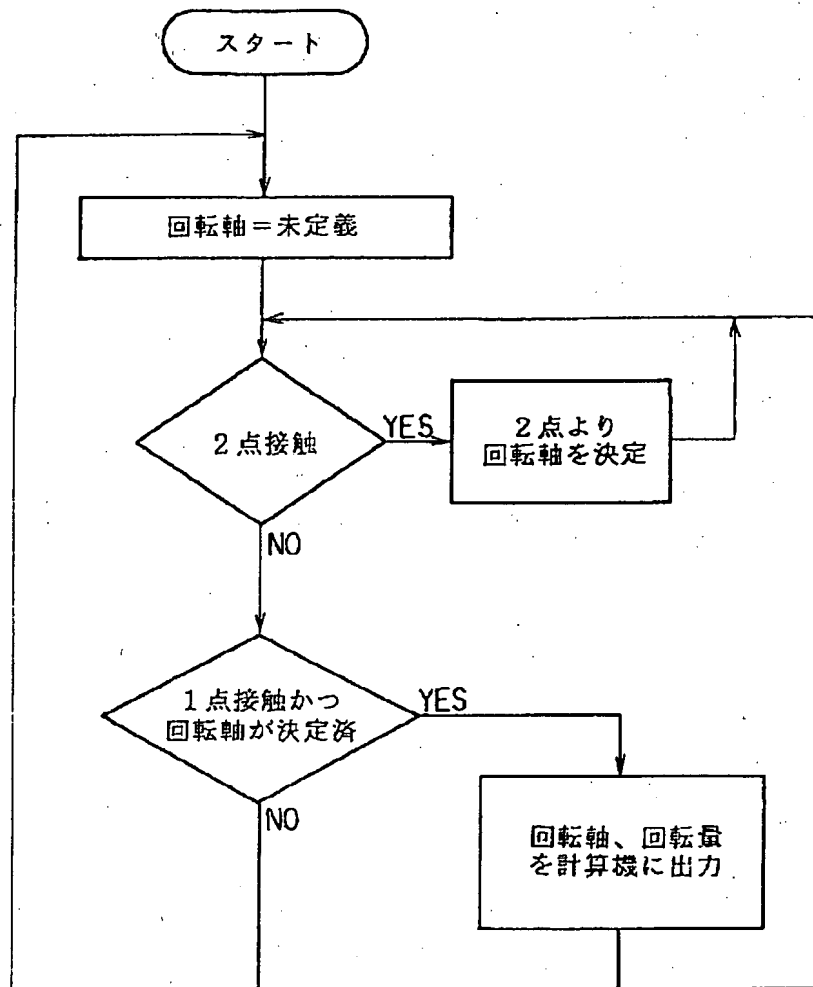 スタート
回転軸＝未定義
2点接触
YES
2点より
回転軸を決定
NO
1点接触かつ
回転軸が決定済
YES
NO
回転軸、回転量
を計算機に出力